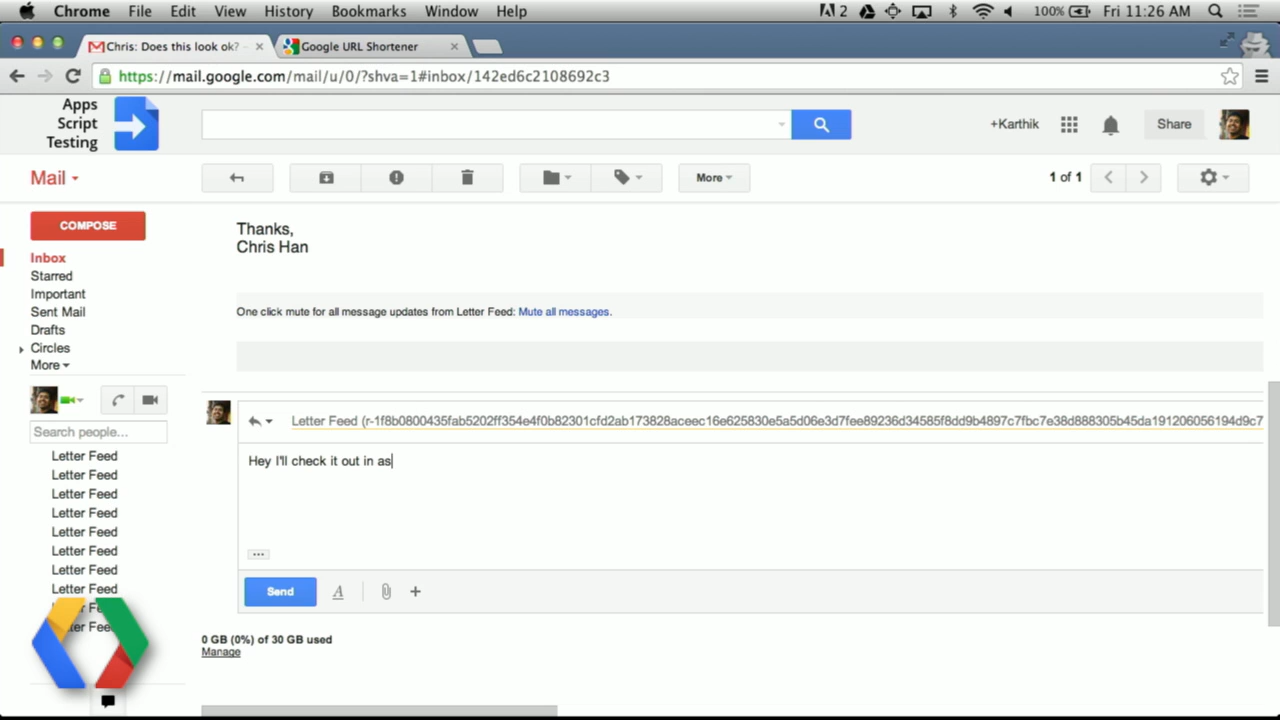 Chrome File Edit View History Bookmarks Window Help 2 100% Fri 11:26 AM
Chris: Does this look ok? - Google URL Shortener
https://mail.google.com/mail/u/0/?shva=1#inbox/142ed6c2108692c3
Apps
Script
Testing
+Karthik Share
Mail More 1 of 1
COMPOSE
Inbox
Starred
Important
Sent Mail
Drafts
Circles
More
Search people...
Letter Feed
Letter Feed
Letter Feed
Letter Feed
Letter Feed
Letter Feed
Letter Feed
Letter Feed
Thanks,
Chris Han
One click mute for all message updates from Letter Feed: Mute all messages.
Letter Feed (r-1f8b0800435fab5202ff354e4f0b82301cfd2ab173828aceec16e625830e5a5d06e3d7fee89236d34585f8dd9b4897c7fbc7e38d888305b45da191206056194d9c7
Hey I'll check it out in as
Send
0 GB (0%) of 30 GB used
Manage